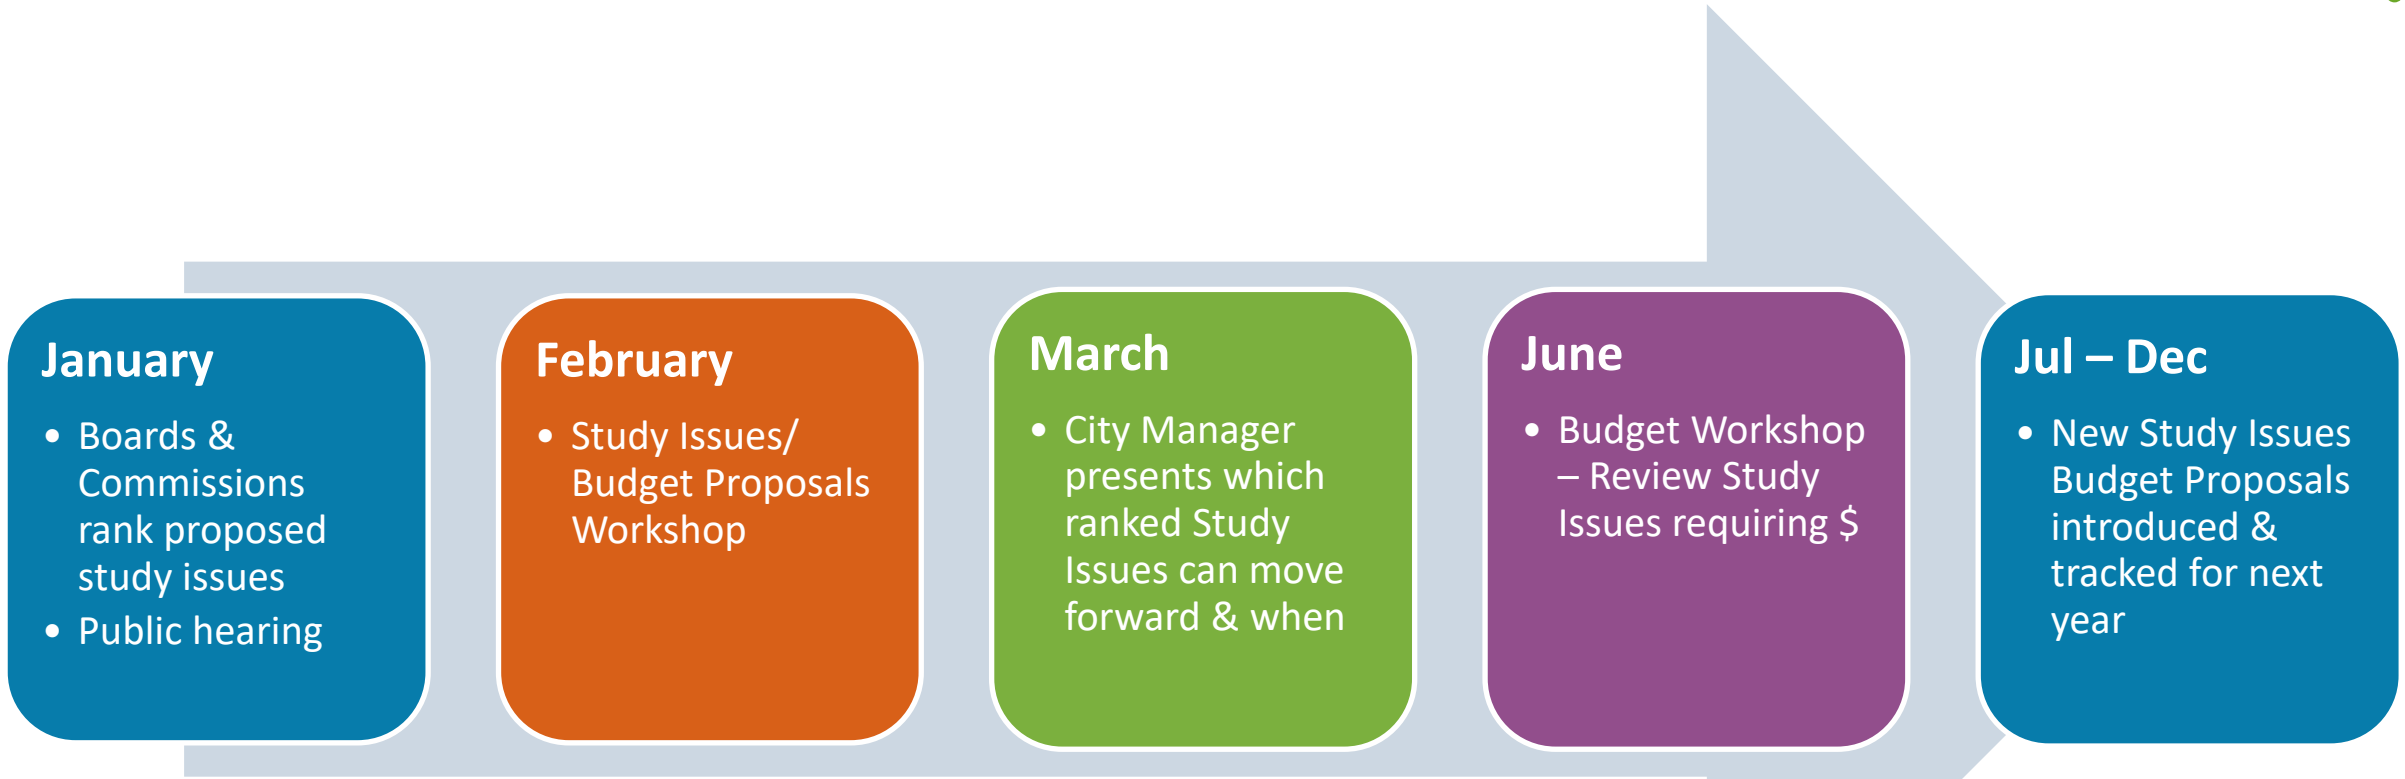 January
• Boards &
Commissions
rank proposed
study issues
• Public hearing
February
• Study Issues/
Budget Proposals
Workshop
March
• City Manager
presents which
ranked Study
Issues can move
forward & when
June
• Budget Workshop
– Review Study
Issues requiring $
Jul – Dec
• New Study Issues
Budget Proposals
introduced &
tracked for next
year